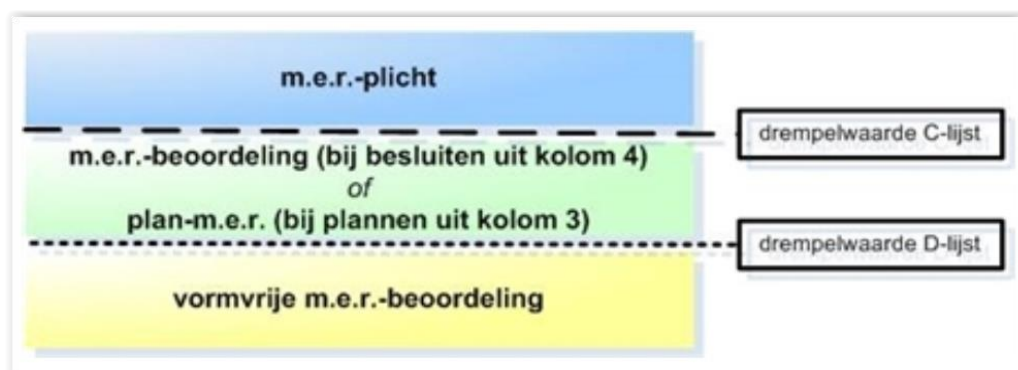 m.e.r.-plicht
drempelwaarde C-lijst
m.e.r.-beoordeling (bij besluiten uit kolom 4)
of
plan-m.e.r. (bij plannen uit kolom 3)
drempelwaarde D-lijst
vormvrije m.e.r.-beoordeling